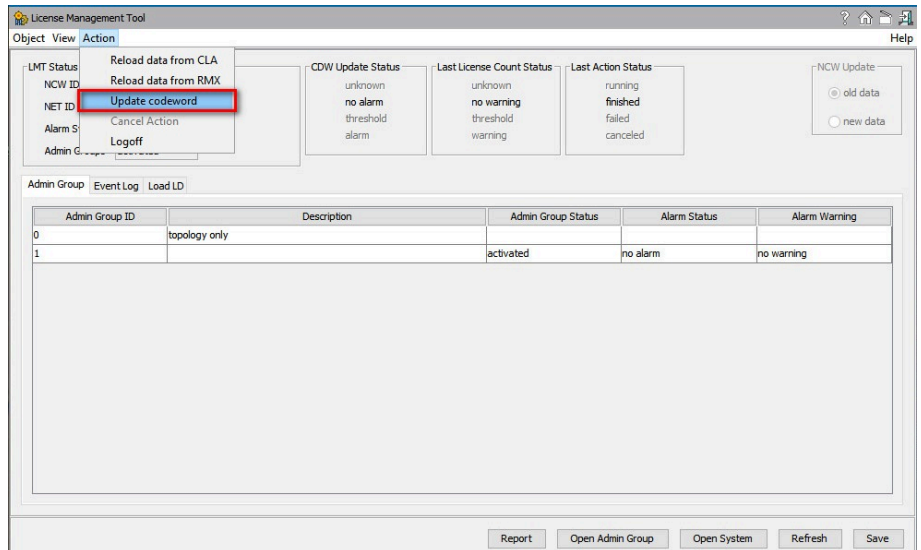 License Management Tool
Object View Action Help
Reload data from CLA
Reload data from RMX
Update codeword
Cancel Action
Logoff
LMT Status
NCW ID
NET ID
Alarm S
Admin G
CDW Update Status
unknown
no alarm
threshold
alarm
Last License Count Status
unknown
no warning
threshold
warning
Last Action Status
running
finished
failed
canceled
NCW Update
old data
new data
Admin Group Event Log Load LD
Admin Group ID Description Admin Group Status Alarm Status Alarm Warning
0 topology only
1 activated no alarm no warning
Report Open Admin Group Open System Refresh Save